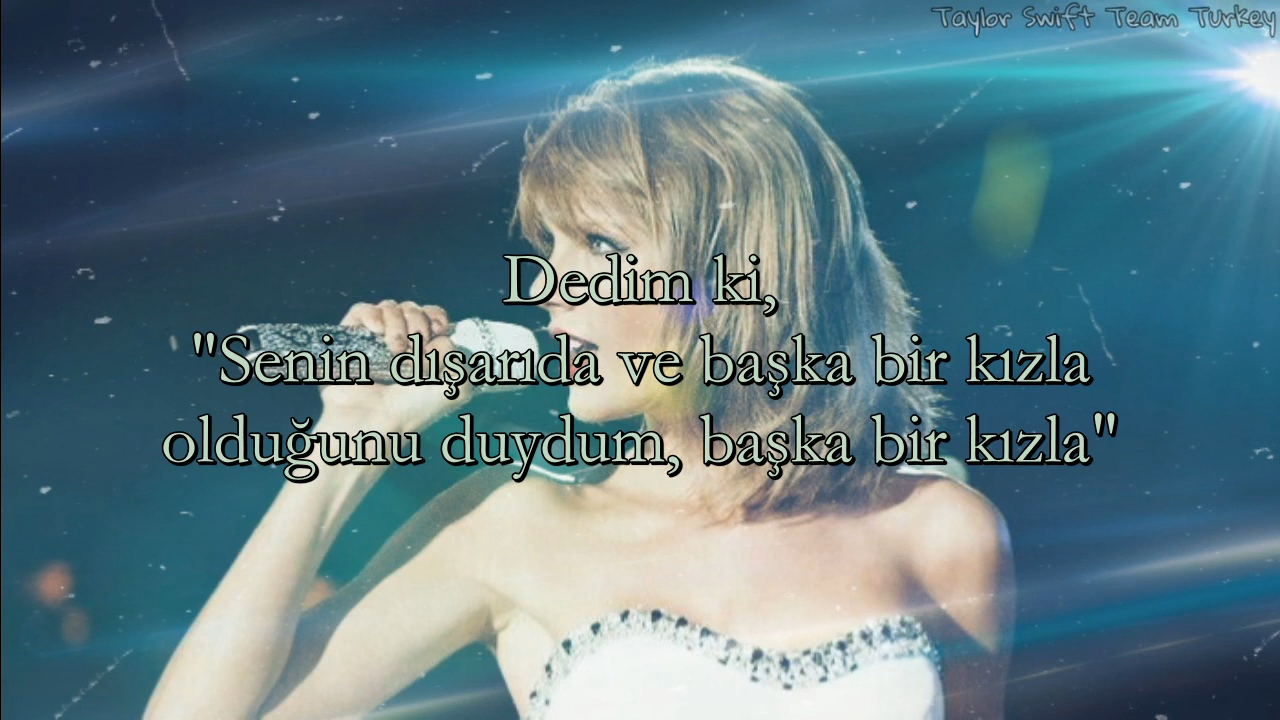 Taylor Swift Team Turkey
Dedim ki,
"Senin dışarıda ve başka bir kızla
olduğunu duydum, başka bir kızla"